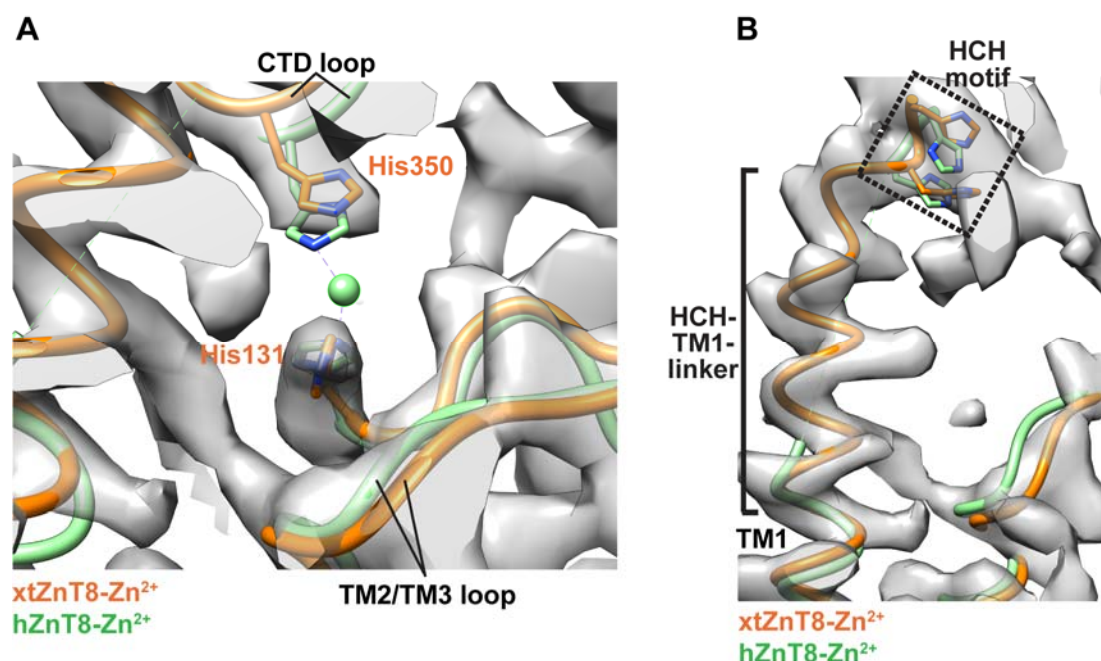 A
CTD loop
His350
His131
TM2/TM3 loop
xtZnT8-Zn²⁺
hZnT8-Zn²⁺
B
HCH
motif
HCH-
TM1-
linker
TM1
xtZnT8-Zn²⁺
hZnT8-Zn²⁺